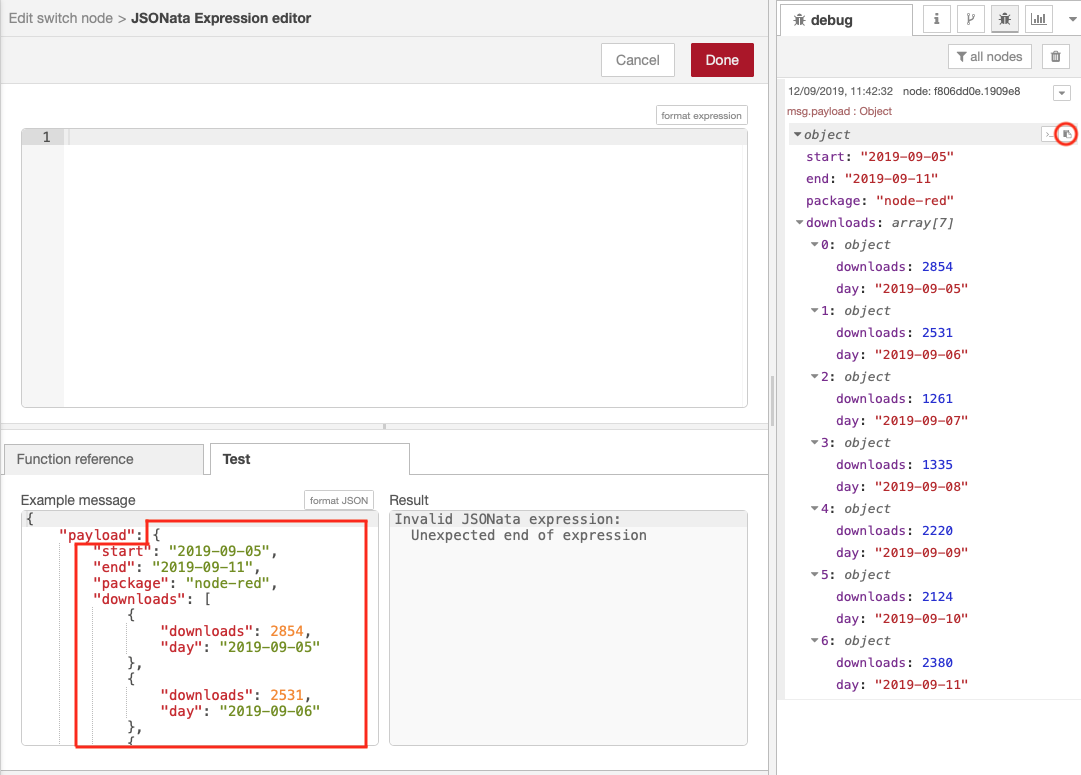 Edit switch node > JSONata Expression editor
Cancel
Done
format expression
1
Function reference
Test
Example message
format JSON
Result
{
"payload": {
"start": "2019-09-05",
"end": "2019-09-11",
"package": "node-red",
"downloads": [
{
"downloads": 2854,
"day": "2019-09-05"
},
{
"downloads": 2531,
"day": "2019-09-06"
},
{
Invalid JSONata expression:
Unexpected end of expression
debug
i
all nodes
12/09/2019, 11:42:32 node: f806dd0e.1909e8
msg.payload : Object
object
start: "2019-09-05"
end: "2019-09-11"
package: "node-red"
downloads: array[7]
0: object
downloads: 2854
day: "2019-09-05"
1: object
downloads: 2531
day: "2019-09-06"
2: object
downloads: 1261
day: "2019-09-07"
3: object
downloads: 1335
day: "2019-09-08"
4: object
downloads: 2220
day: "2019-09-09"
5: object
downloads: 2124
day: "2019-09-10"
6: object
downloads: 2380
day: "2019-09-11"